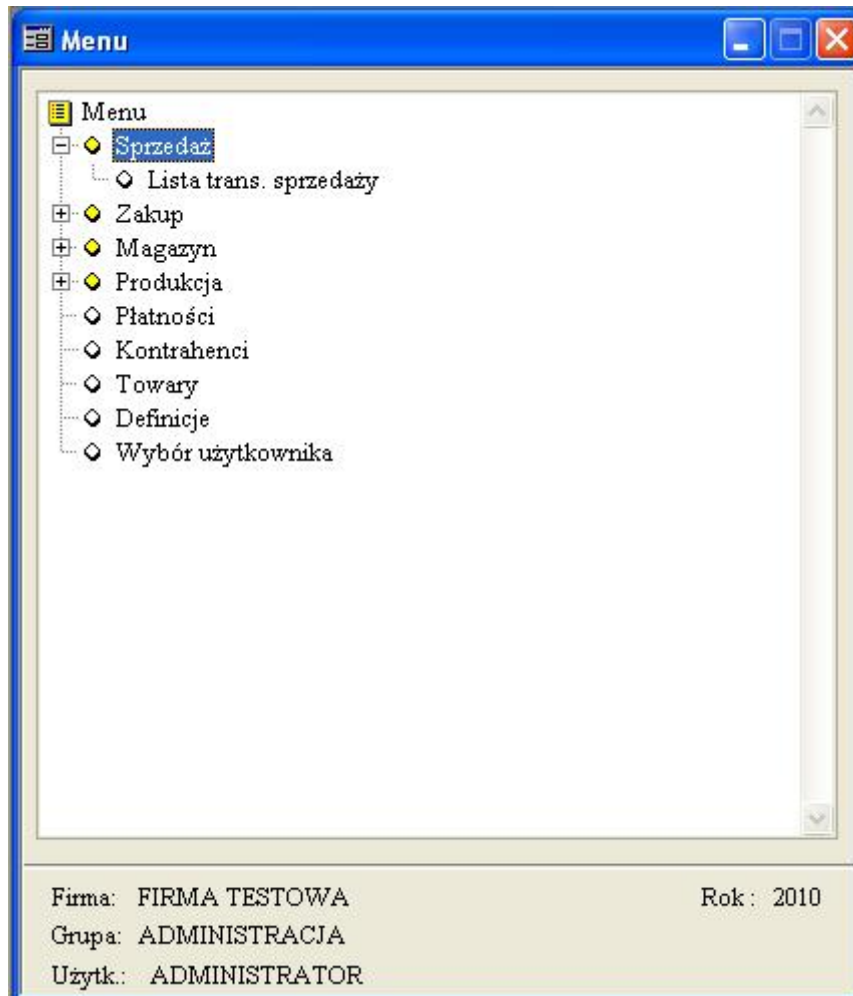 Menu
Menu
Sprzedaż
Lista trans. sprzedaży
Zakup
Magazyn
Produkcja
Płatności
Kontrahenci
Towary
Definicje
Wybór użytkownika
Firma: FIRMA TESTOWA Rok : 2010
Grupa: ADMINISTRACJA
Użytk.: ADMINISTRATOR